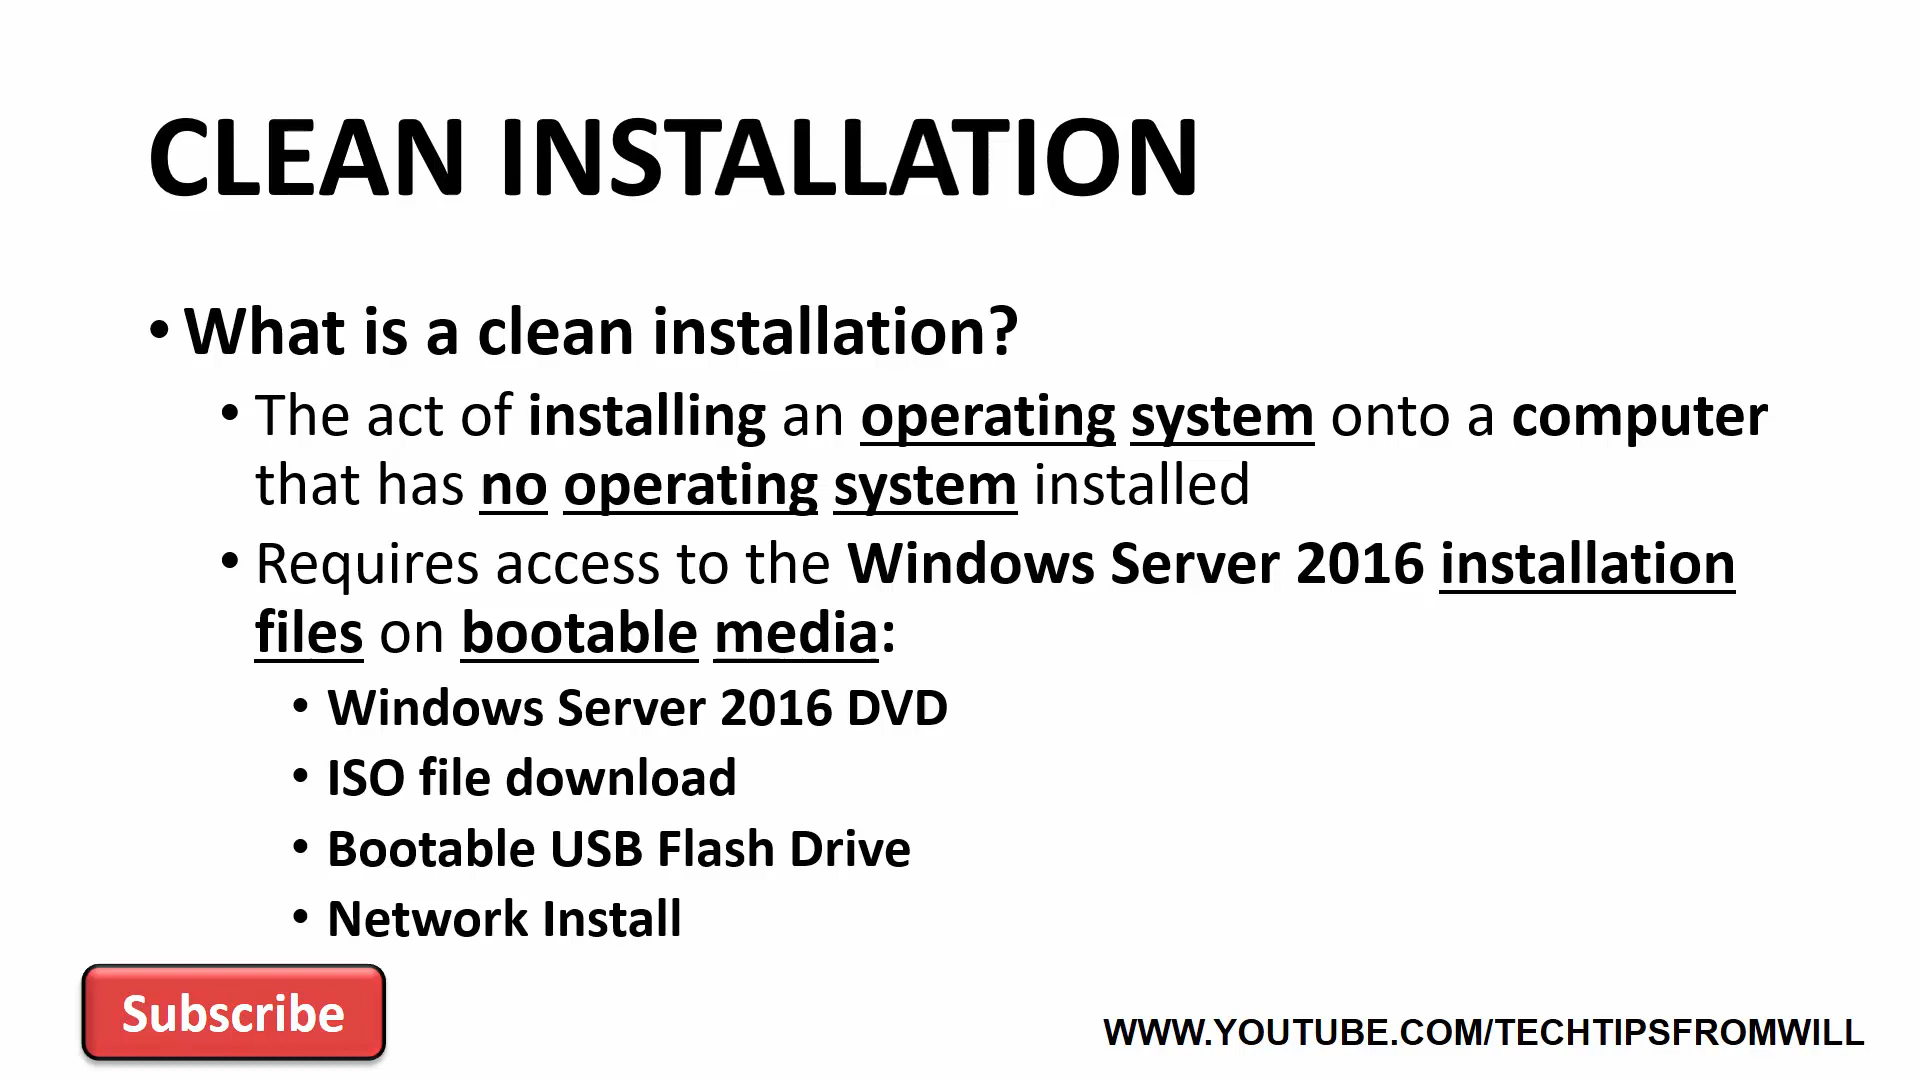 CLEAN INSTALLATION
• What is a clean installation?
• The act of installing an operating system onto a computer
that has no operating system installed
• Requires access to the Windows Server 2016 installation
files on bootable media:
• Windows Server 2016 DVD
• ISO file download
• Bootable USB Flash Drive
• Network Install
Subscribe
WWW.YOUTUBE.COM/TECHTIPSFROMWILL